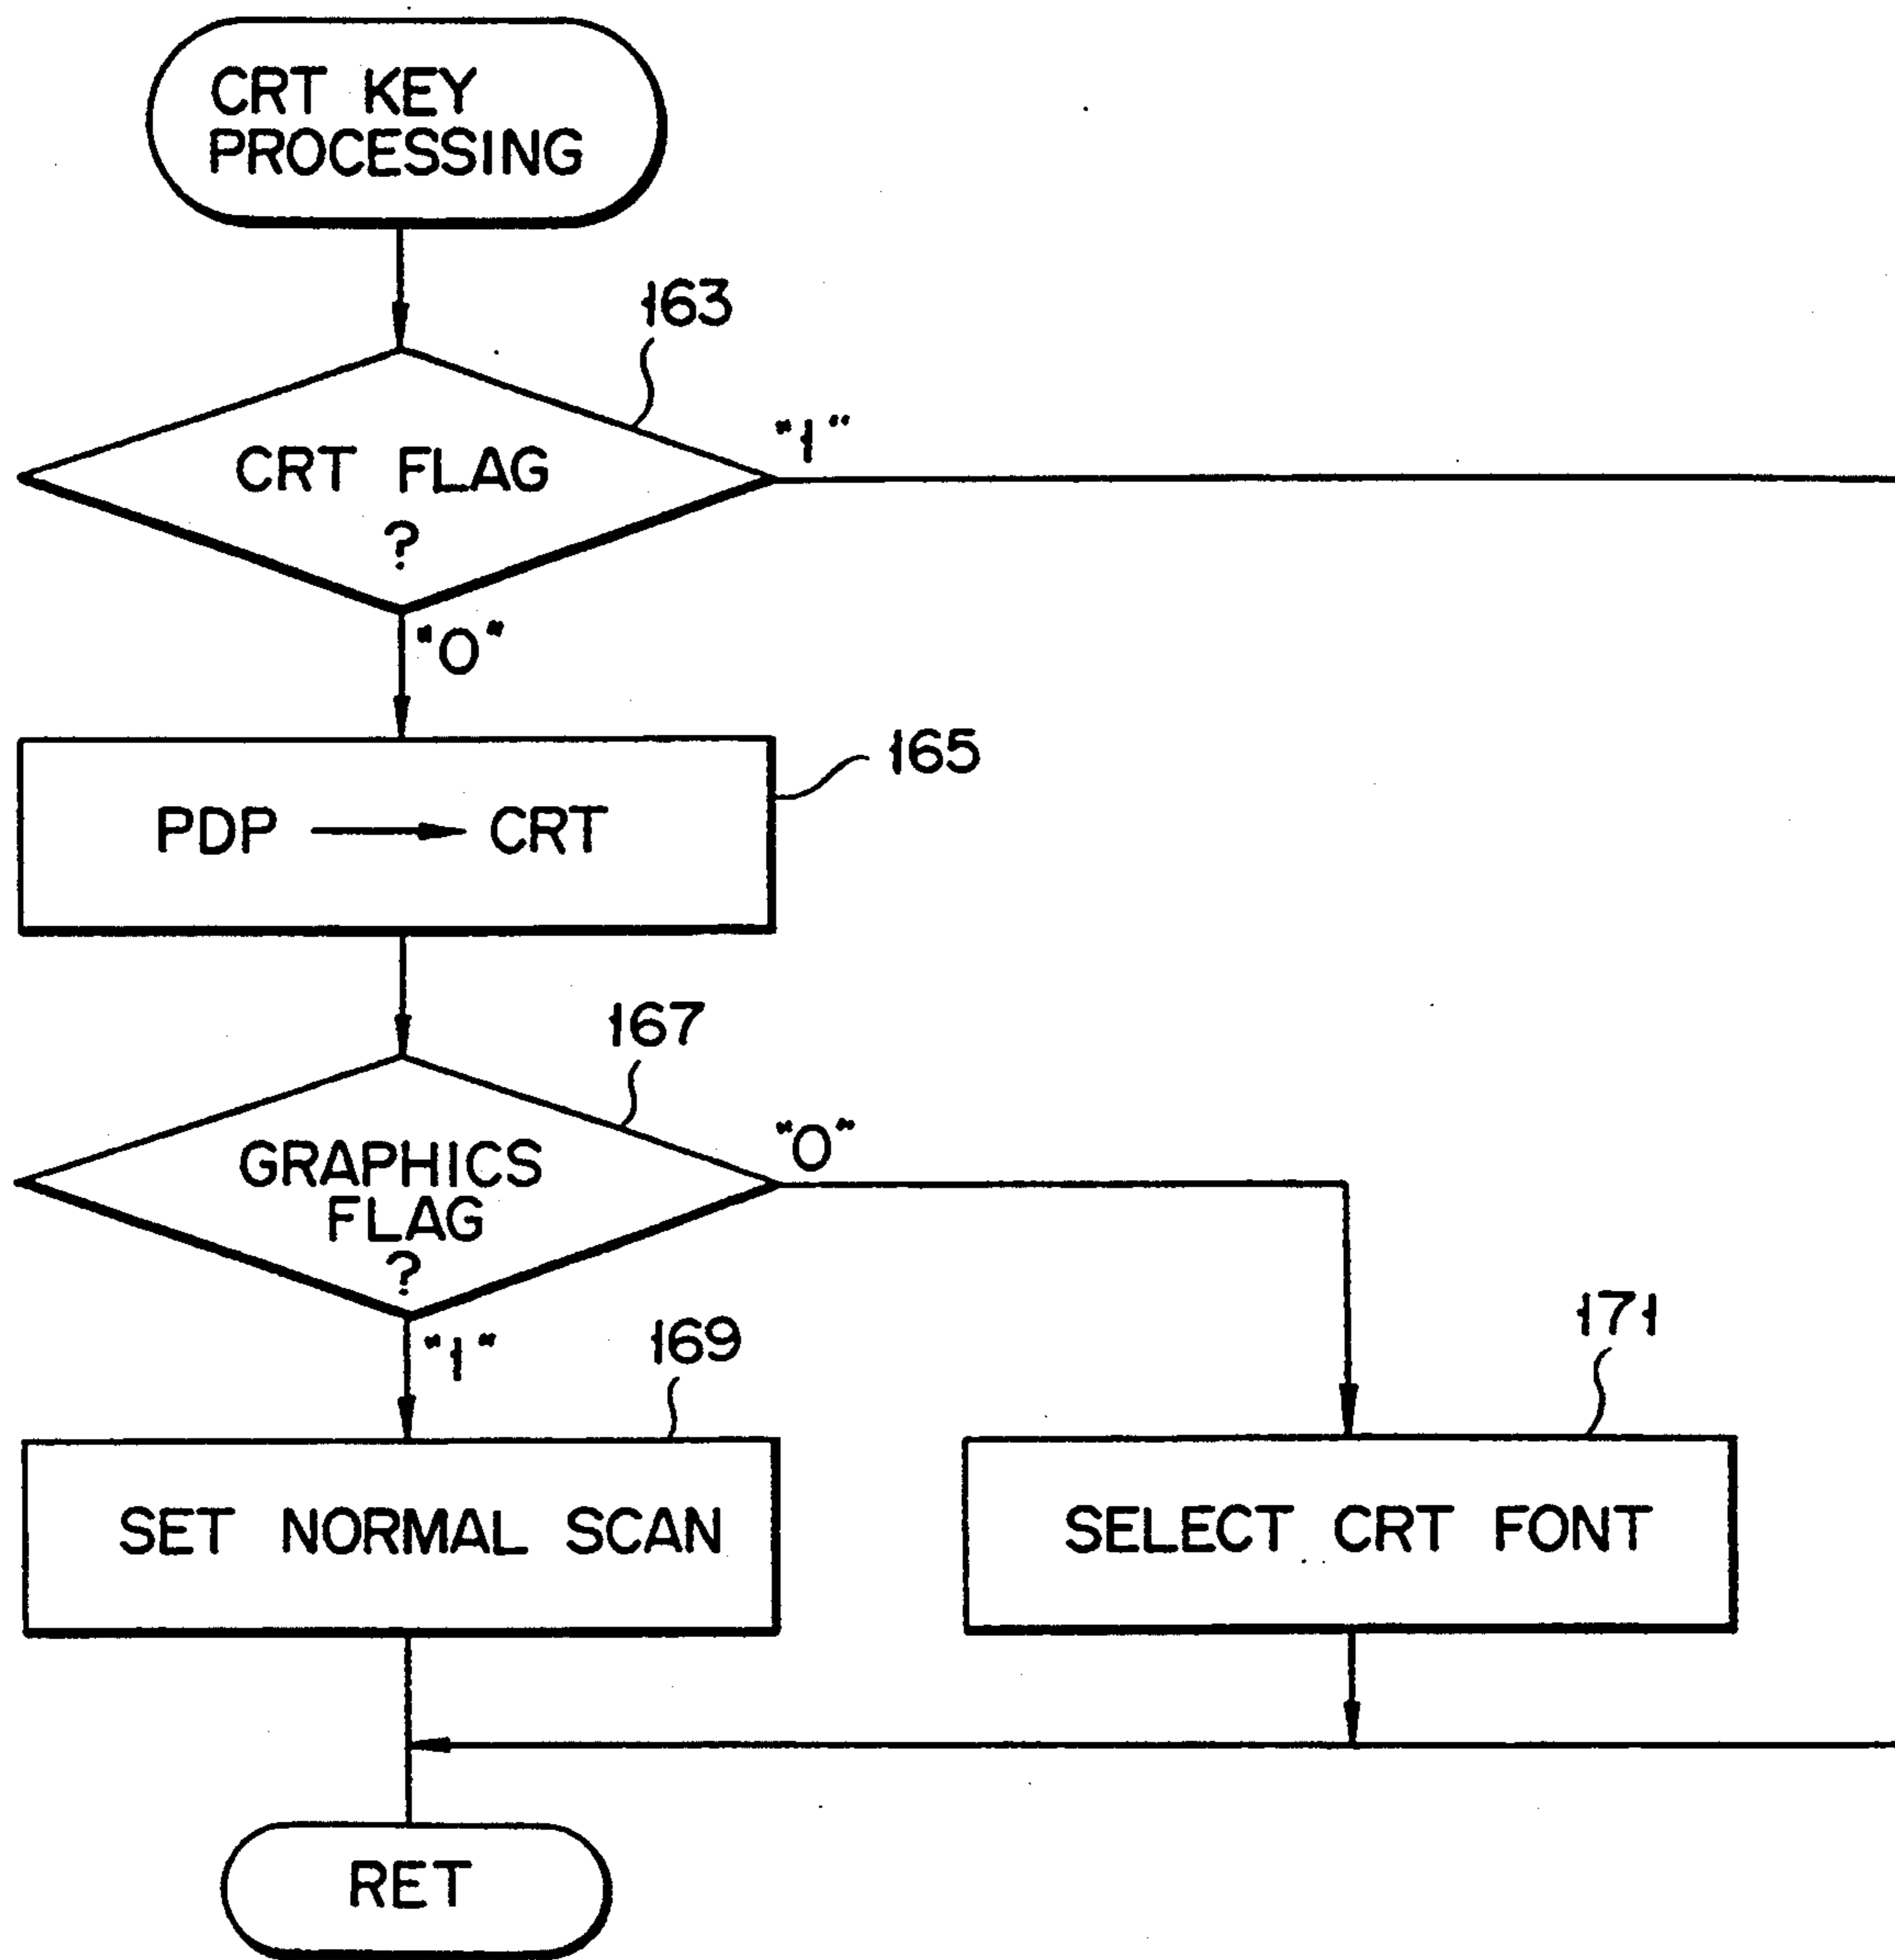 CRT KEY
PROCESSING
163
CRT FLAG
?
"1"
"0"
165
PDP → CRT
167
GRAPHICS
FLAG
?
"0"
"1"
169
171
SET NORMAL SCAN
SELECT CRT FONT
RET